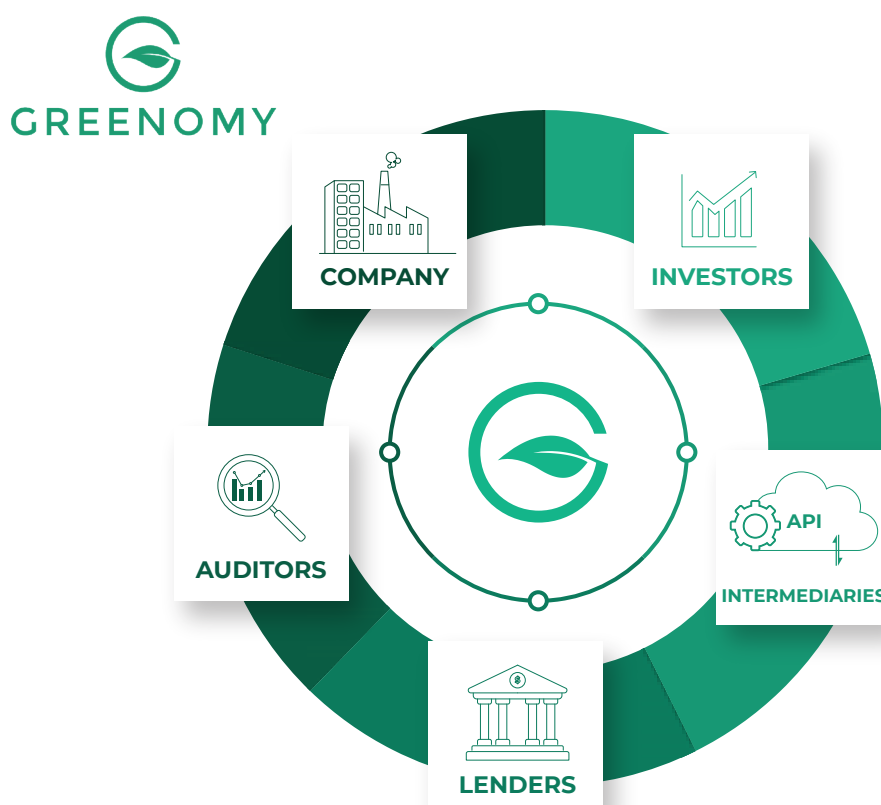 GREENOMY
COMPANY
INVESTORS
API
INTERMEDIARIES
AUDITORS
$
LENDERS